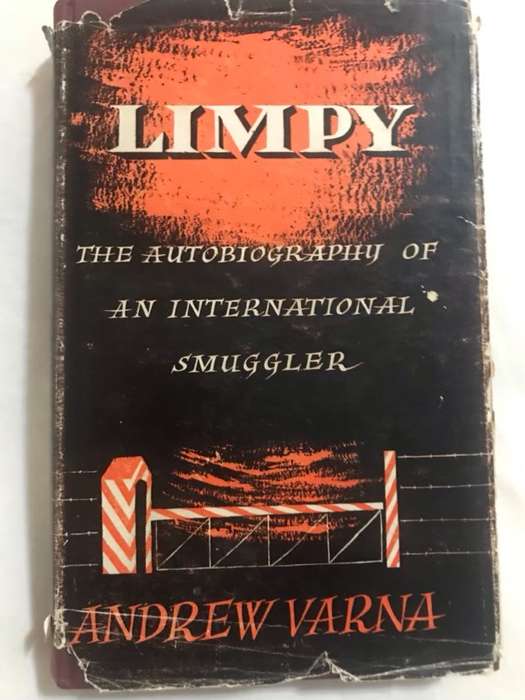 LIMPY
THE AUTOBIOGRAPHY OF
AN INTERNATIONAL
SMUGGLER
ANDREW VARNA